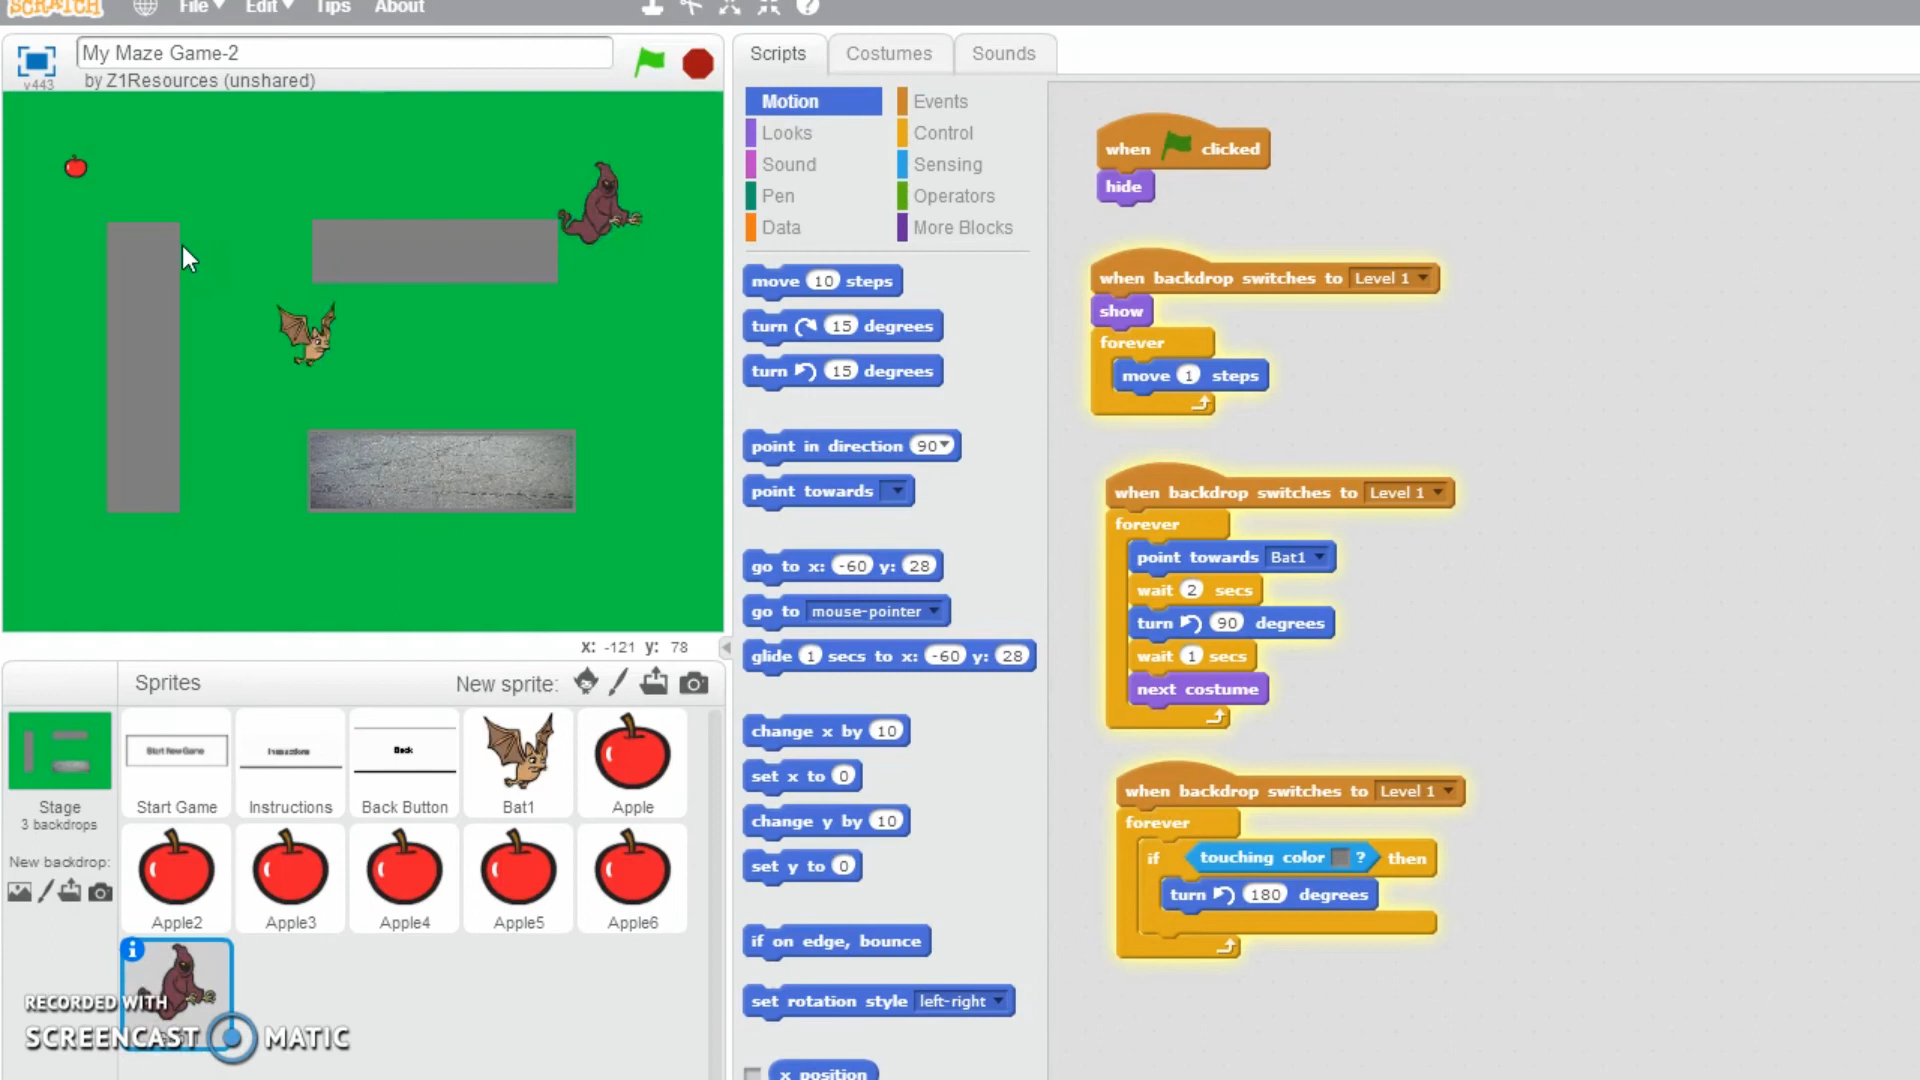 SCRATCH File Edit Tips About
My Maze Game-2
by Z1Resources (unshared)
v443
x: -121 y: 78
Sprites New sprite:
Start New Game
Instructions
Back
Start Game Instructions Back Button Bat1 Apple
Stage
3 backdrops
New backdrop:
Apple2 Apple3 Apple4 Apple5 Apple6
RECORDED WITH
SCREENCAST MATIC
Scripts Costumes Sounds
Motion Events
Looks Control
Sound Sensing
Pen Operators
Data More Blocks
move 10 steps
turn 15 degrees
turn 15 degrees
point in direction 90
point towards
go to x: -60 y: 28
go to mouse-pointer
glide 1 secs to x: -60 y: 28
change x by 10
set x to 0
change y by 10
set y to 0
if on edge, bounce
set rotation style left-right
x position
when clicked
hide
when backdrop switches to Level 1
show
forever
move 1 steps
when backdrop switches to Level 1
forever
point towards Bat1
wait 2 secs
turn 90 degrees
wait 1 secs
next costume
when backdrop switches to Level 1
forever
if touching color ? then
turn 180 degrees